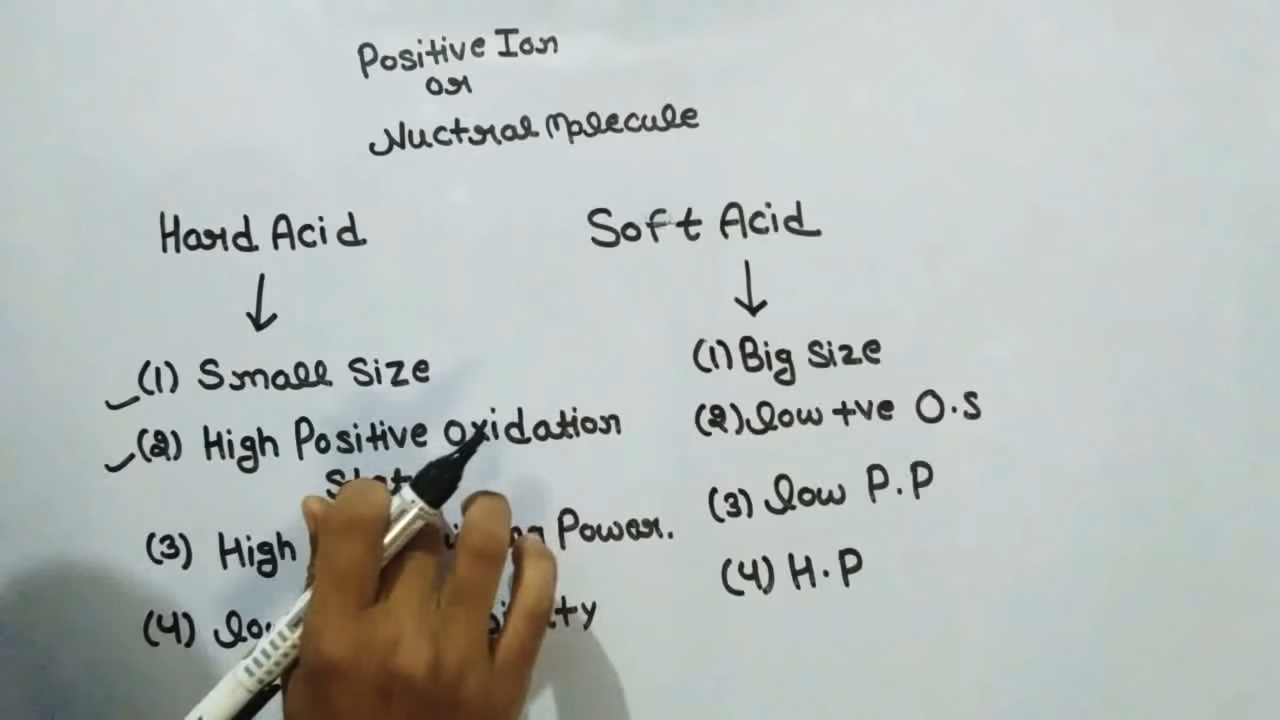 Positive Ion
or
Nuctral Molecule
Hard Acid
Soft Acid
(1) Small Size
(2) High Positive Oxidation
(3) High Power.
(4)
(1) Big Size
(2) low +ve O.S
(3) low P.P
(4) H.P